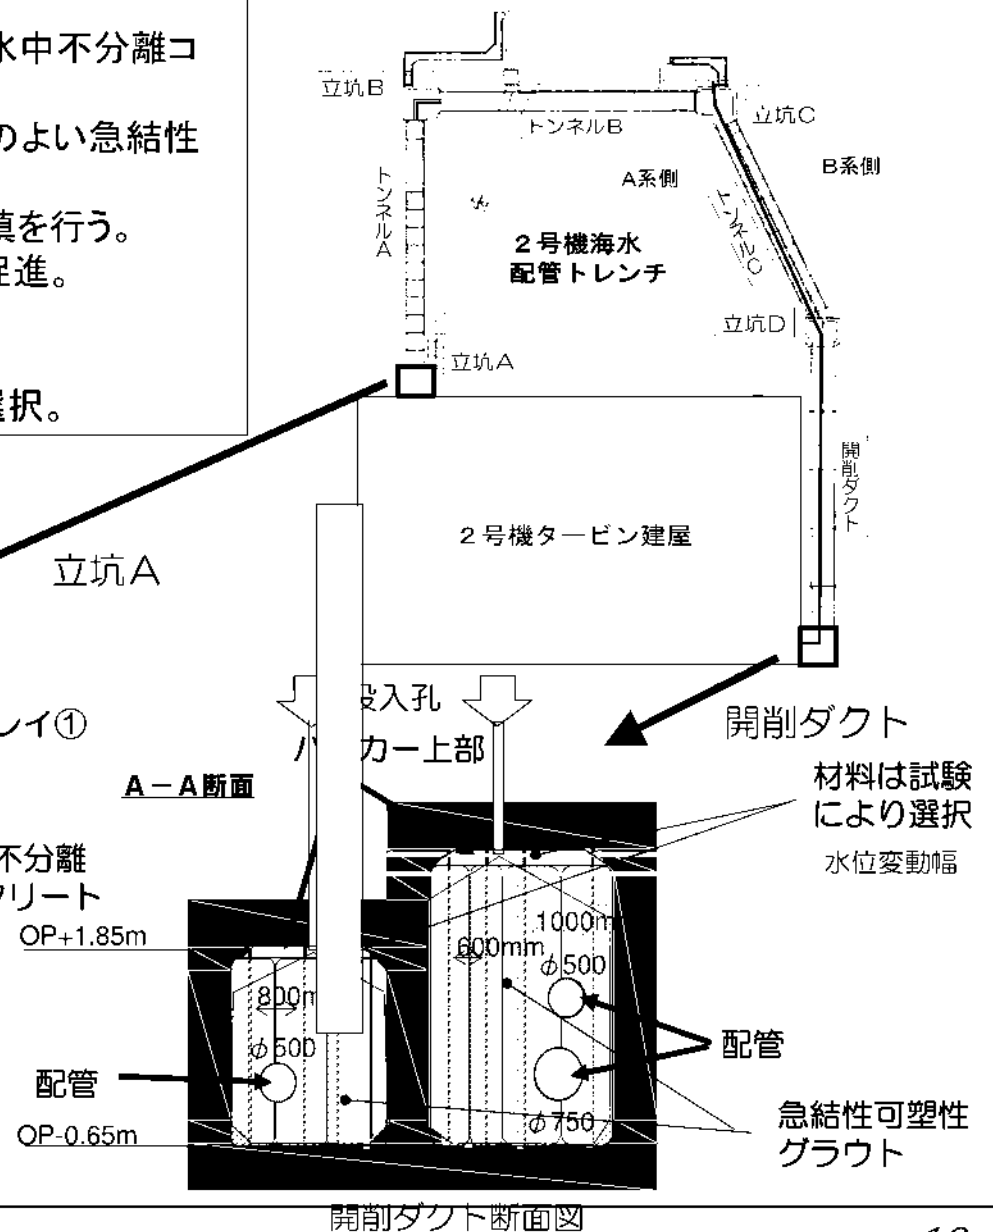 水中不分離コ
のよい急結性
填を行う。
促進。
選択。
立坑B
トンネルB
立坑C
B系側
A系側
トンネルA
トンネルC
2号機海水
配管トレンチ
立坑D
立坑A
開削ダクト
2号機タービン建屋
立坑A
レイ①
投入孔
カー上部
開削ダクト
A-A断面
材料は試験
により選択
水位変動幅
不分離
クリート
OP+1.85m
1000m
600mm
φ500
800m
φ500
配管
配管
φ750
OP-0.65m
急結性可塑性
グラウト
開削ダクト断面図